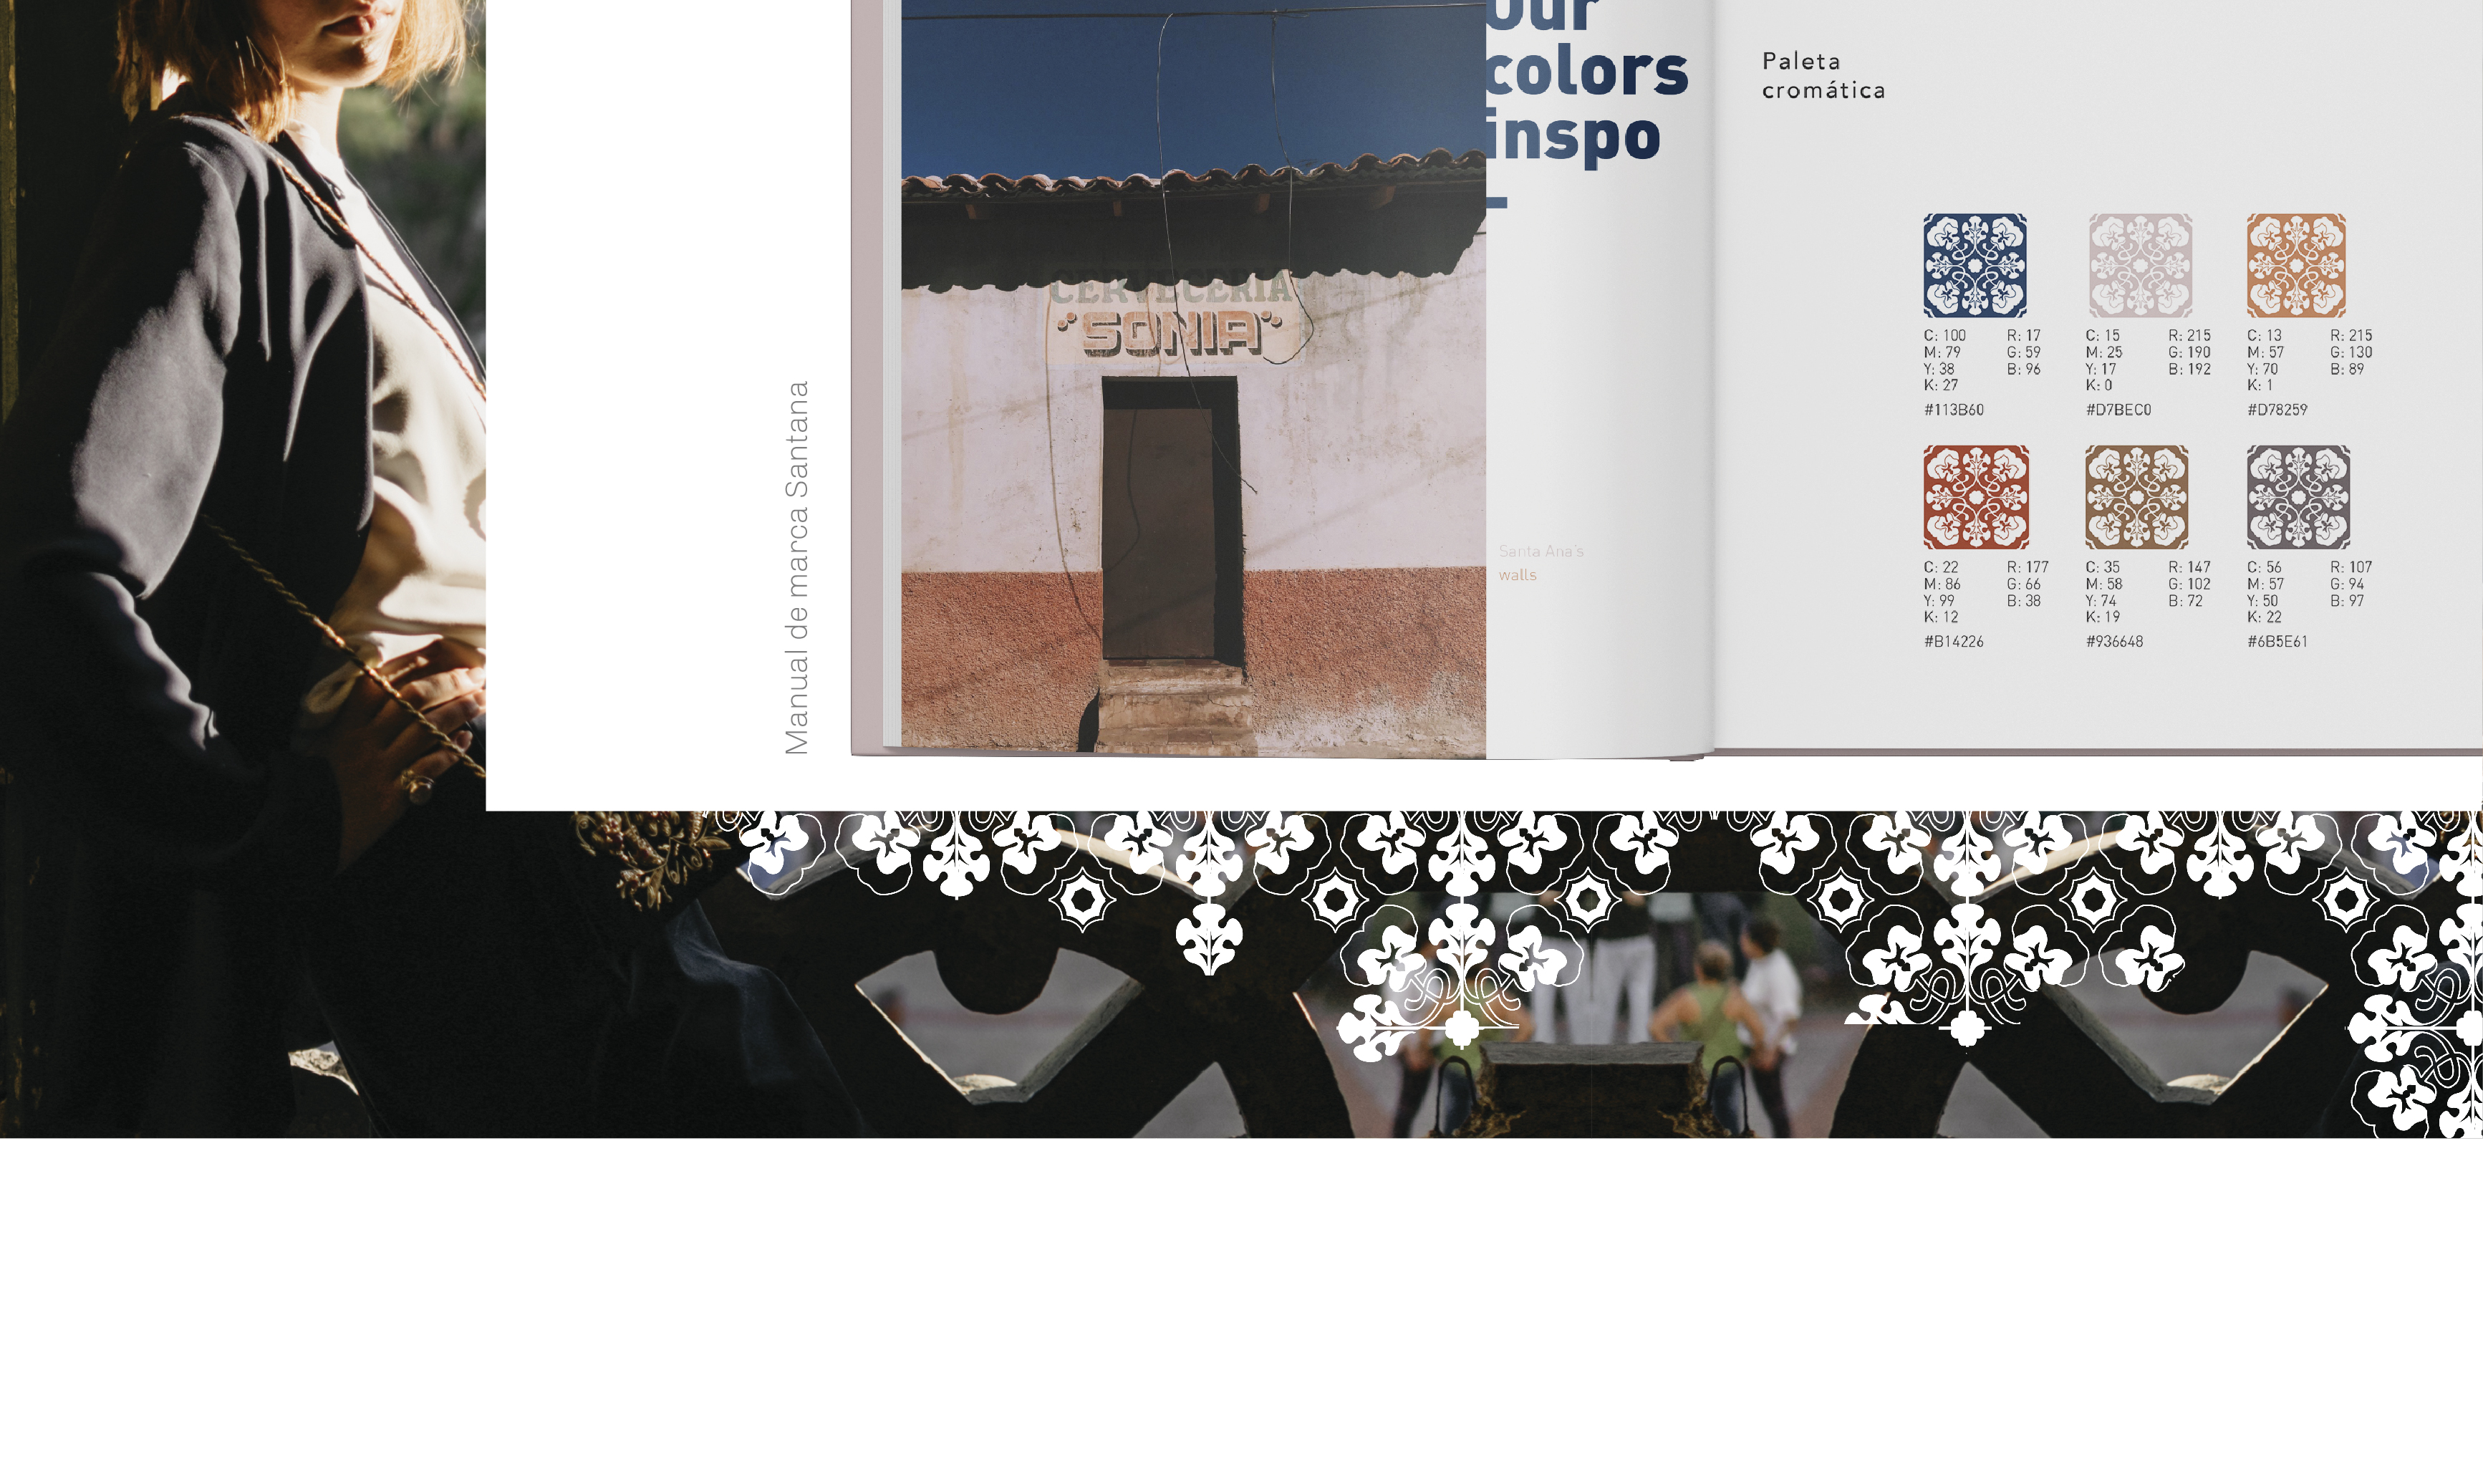 Manual de marca Santana
CERVECERIA
"SONIA"
Our
colors
inspo
Santa Ana's
walls
Paleta
cromática
C: 100 R: 17
M: 79 G: 59
Y: 38 B: 96
K: 27
#113B60
C: 15 R: 215
M: 25 G: 190
Y: 17 B: 192
K: 0
#D7BEC0
C: 13 R: 215
M: 57 G: 130
Y: 70 B: 89
K: 1
#D78259
C: 22 R: 177
M: 86 G: 66
Y: 99 B: 38
K: 12
#B14226
C: 35 R: 147
M: 58 G: 102
Y: 74 B: 72
K: 19
#936648
C: 56 R: 107
M: 57 G: 94
Y: 50 B: 97
K: 22
#6B5E61